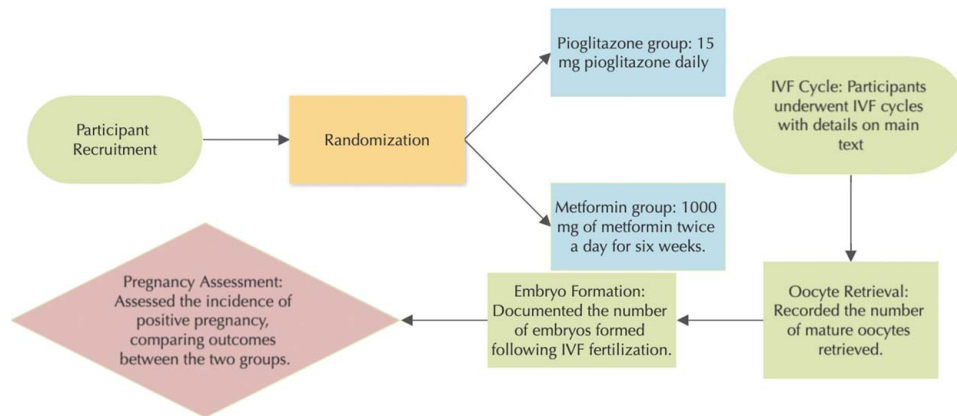 Participant
Recruitment
Randomization
Pioglitazone group: 15
mg pioglitazone daily
Metformin group: 1000
mg of metformin twice
a day for six weeks.
IVF Cycle: Participants
underwent IVF cycles
with details on main
text
Oocyte Retrieval:
Recorded the number
of mature oocytes
retrieved.
Embryo Formation:
Documented the number
of embryos formed
following IVF fertilization.
Pregnancy Assessment:
Assessed the incidence of
positive pregnancy,
comparing outcomes
between the two groups.